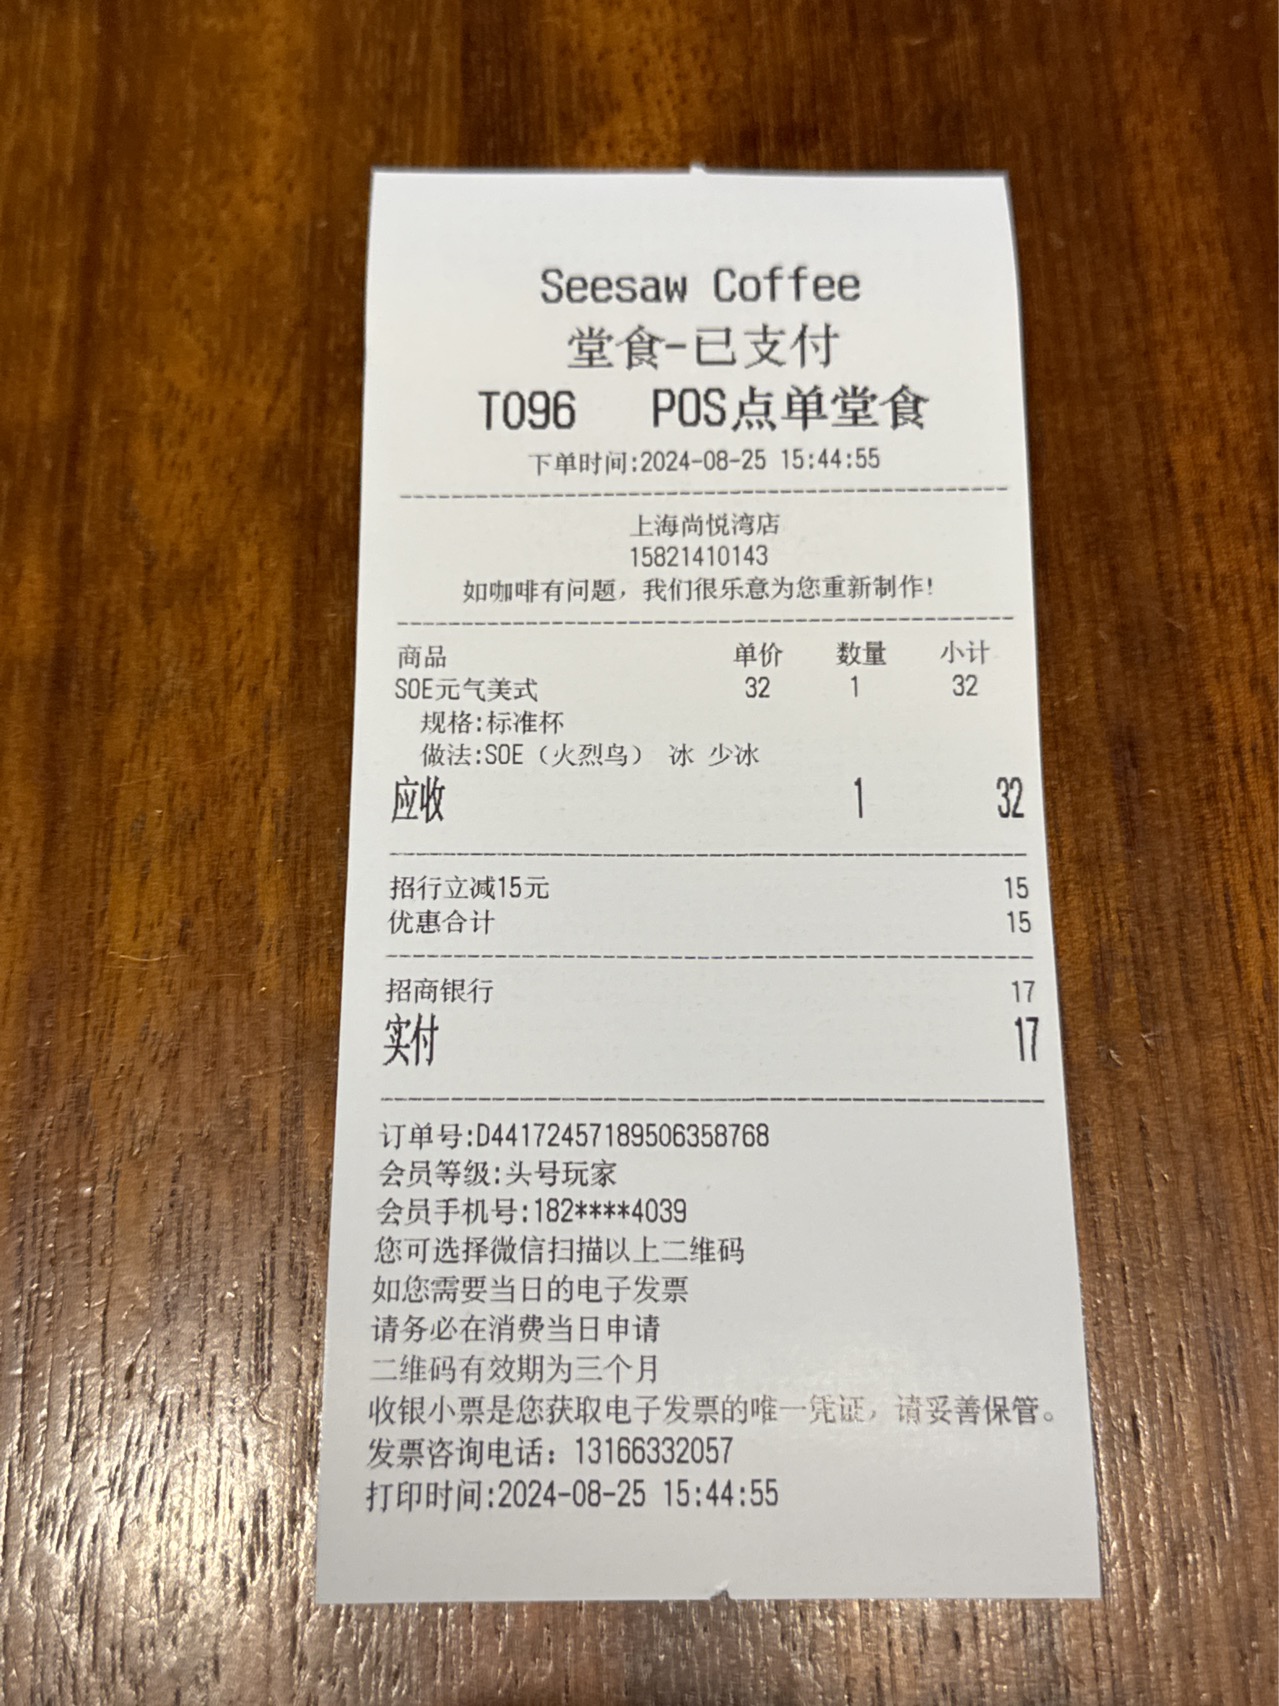 Seesaw Coffee
堂食-已支付
T096 POS点单堂食
下单时间:2024-08-25 15:44:55
上海尚悦湾店
15821410143
如咖啡有问题，我们很乐意为您重新制作!
商品 单价 数量 小计
SOE元气美式 32 1 32
规格:标准杯
做法:SOE（火烈鸟） 冰 少冰
应收 1 32
招行立减15元 15
优惠合计 15
招商银行 17
实付 17
订单号:D44172457189506358768
会员等级:头号玩家
会员手机号:182****4039
您可选择微信扫描以上二维码
如您需要当日的电子发票
请务必在消费当日申请
二维码有效期为三个月
收银小票是您获取电子发票的唯一凭证，请妥善保管。
发票咨询电话：13166332057
打印时间:2024-08-25 15:44:55